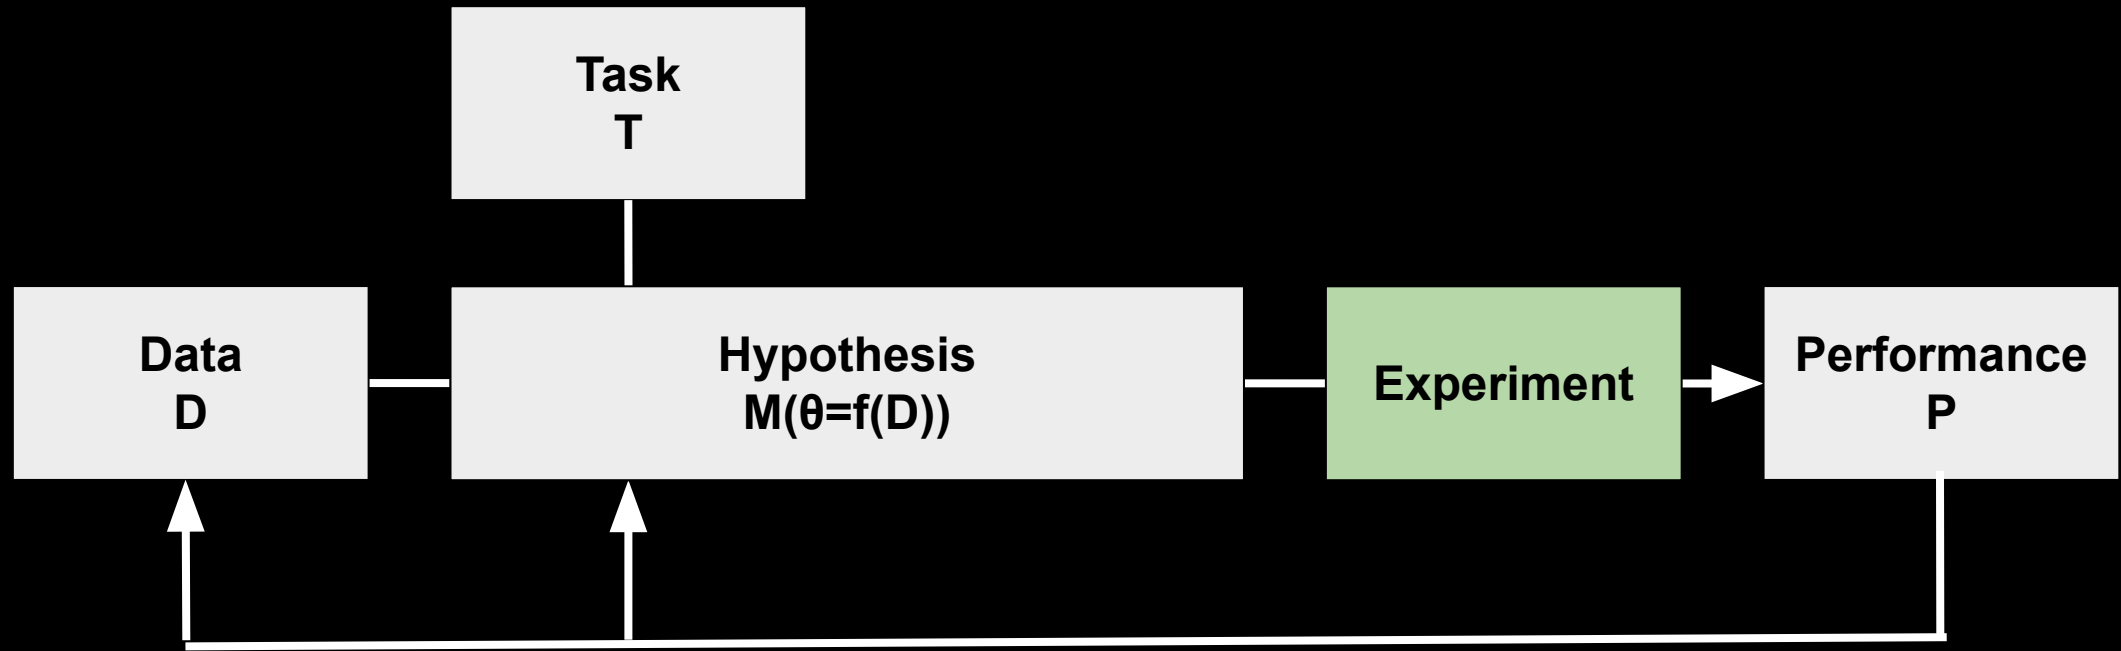 Task
T
Data
D
Hypothesis
M(θ=f(D))
Experiment
Performance
P